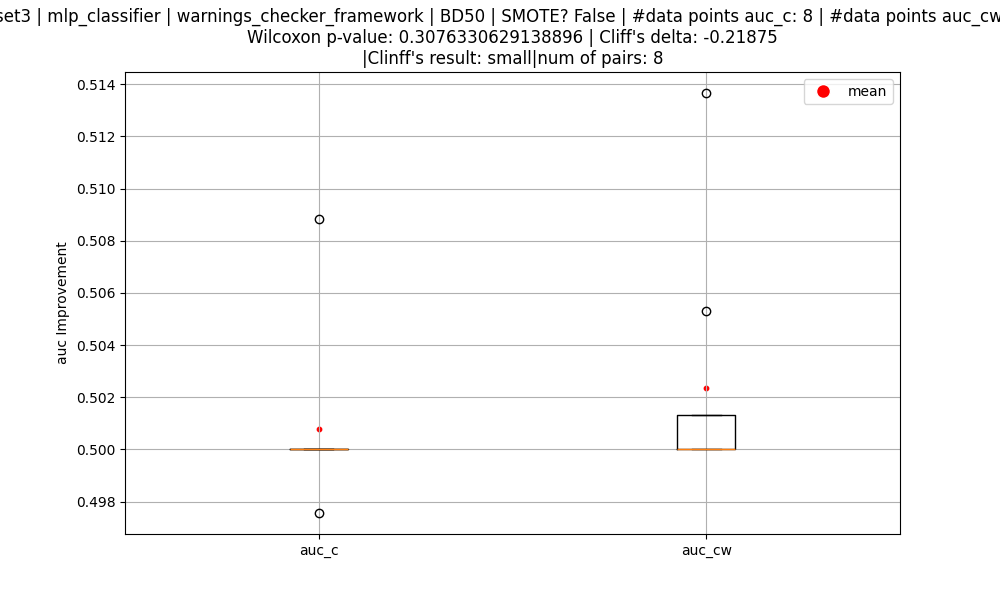 set3 | mlp_classifier | warnings_checker_framework | BD50 | SMOTE? False | #data points auc_c: 8 | #data points auc_cw
Wilcoxon p-value: 0.3076330629138896 | Cliff's delta: -0.21875
|Clinff's result: small|num of pairs: 8
mean
0.514
0.512
0.510
0.508
0.506
0.504
0.502
0.500
0.498
auc Improvement
auc_c
auc_cw